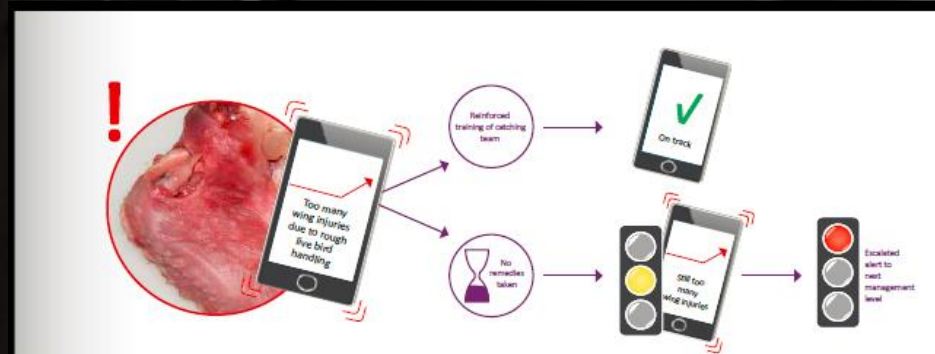 !
Too many
wing injuries
due to rough
live bird
handling
Reinforced
training of catching
team
On track
No
remedies
taken
still too
many
wing injuries
Escalated
alert to
next
management
level